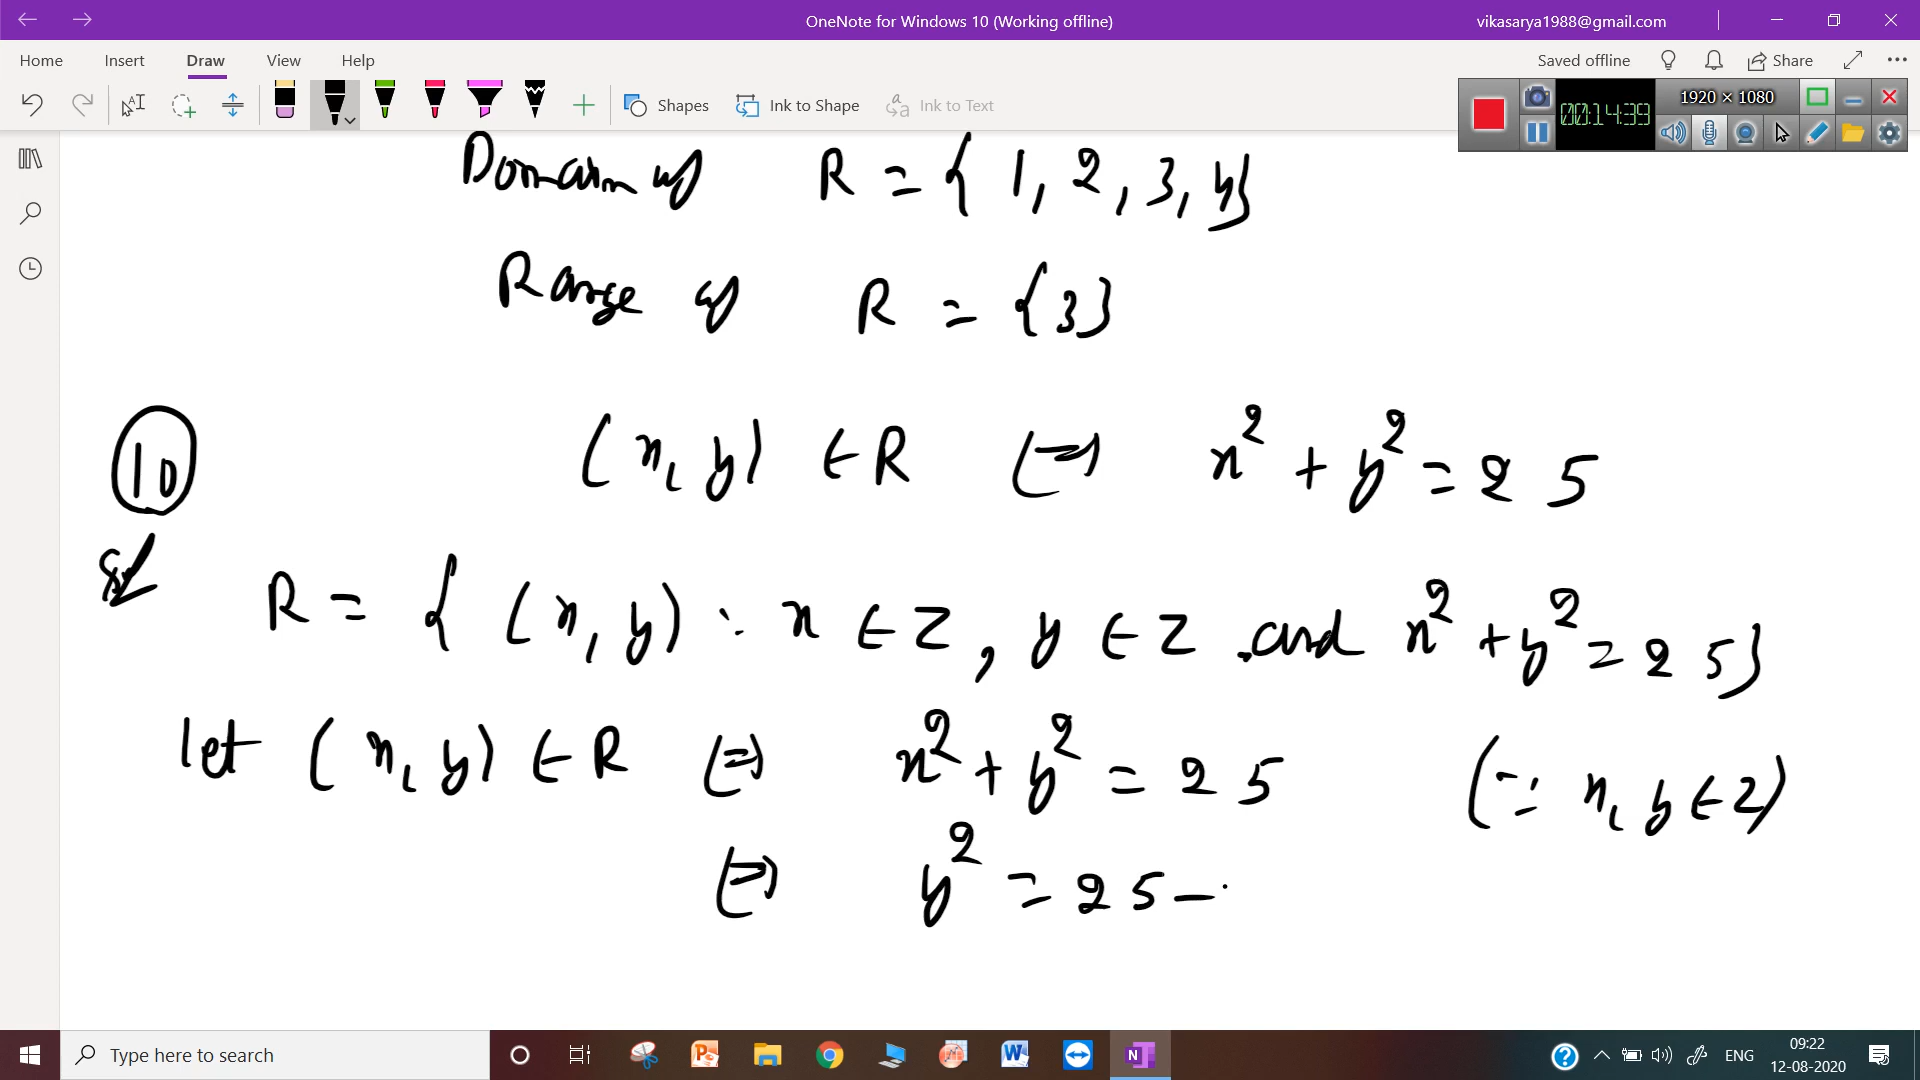 OneNote for Windows 10 (Working offline)
vikasarya1988@gmail.com
Home Insert Draw View Help
Saved offline
Share
Shapes
Ink to Shape
Ink to Text
1920 × 1080
00:14:39
Domain of R = { 1, 2, 3, 4}
Range of R = {3}
10 (x, y) ∈ R ⇔ x² + y² = 25
Sol
R = { (x, y) : x ∈ Z, y ∈ Z and x² + y² = 25}
let (x, y) ∈ R ⇔ x² + y² = 25 (∵ x, y ∈ Z)
⇔ y² = 25 –
Type here to search
ENG
09:22
12-08-2020